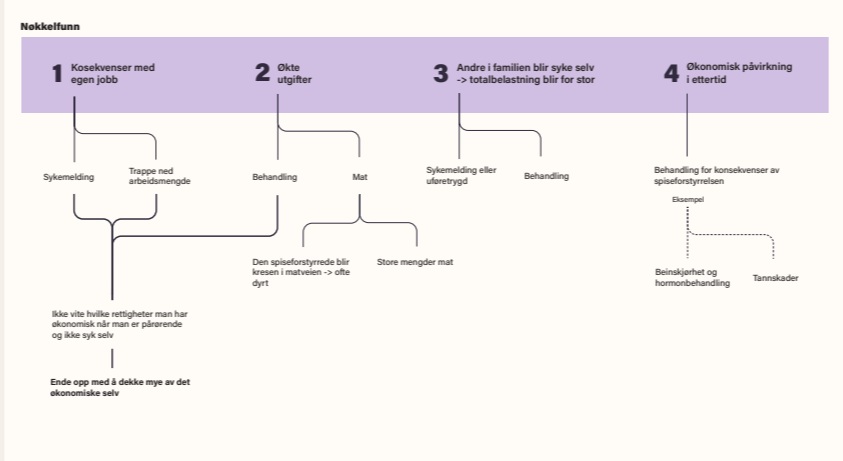 Nøkkelfunn
1 Kosekvenser med
egen jobb
2 Økte
utgifter
3 Andre i familien blir syke selv
-> totalbelastning blir for stor
4 Økonomisk påvirkning
i ettertid
Sykemelding
Trappe ned
arbeidsmengde
Behandling
Mat
Sykemelding eller
uføretrygd
Behandling
Behandling for konsekvenser av
spiseforstyrrelsen
Eksempel
Den spiseforstyrrede blir
kresen i matveien -> ofte
dyrt
Store mengder mat
Beinskjørhet og
hormonbehandling
Tannskader
Ikke vite hvilke rettigheter man har
økonomisk når man er pårørende
og ikke syk selv
Ende opp med å dekke mye av det
økonomiske selv